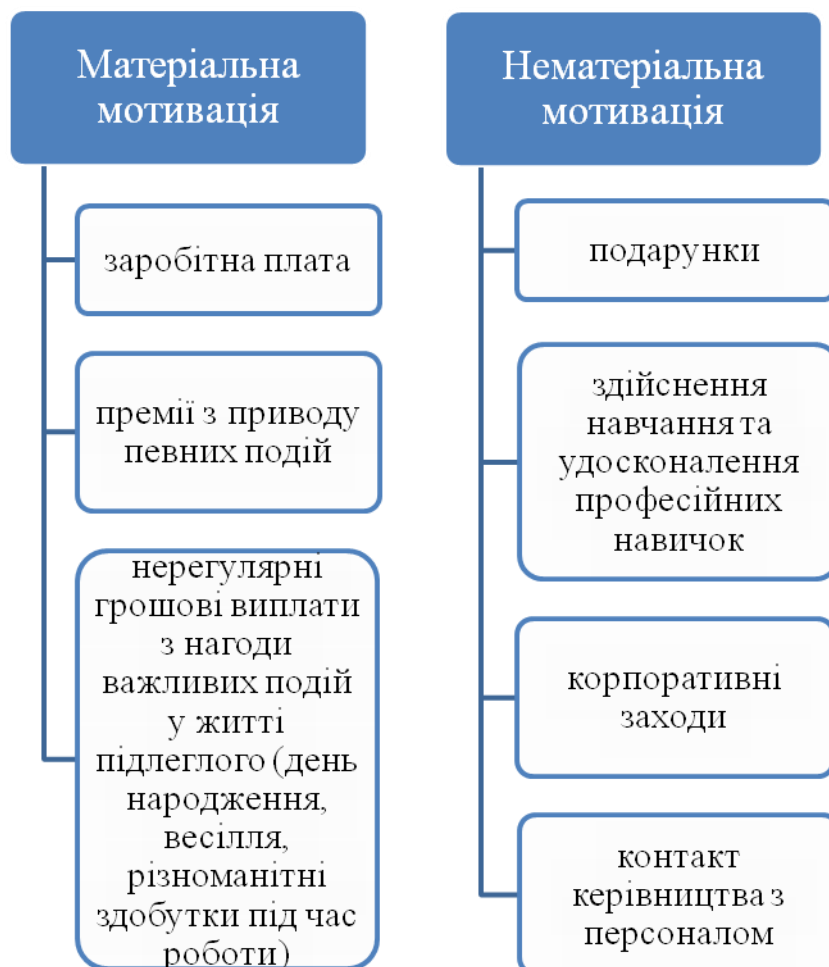 Матеріальна
мотивація
заробітна плата
премії з приводу
певних подій
нерегулярні
грошові виплати
з нагоди
важливих подій
у житті
підлеглого (день
народження,
весілля,
різноманітні
здобутки під час
роботи)
Нематеріальна
мотивація
подарунки
здійснення
навчання та
удосконалення
професійних
навичок
корпоративні
заходи
контакт
керівництва з
персоналом